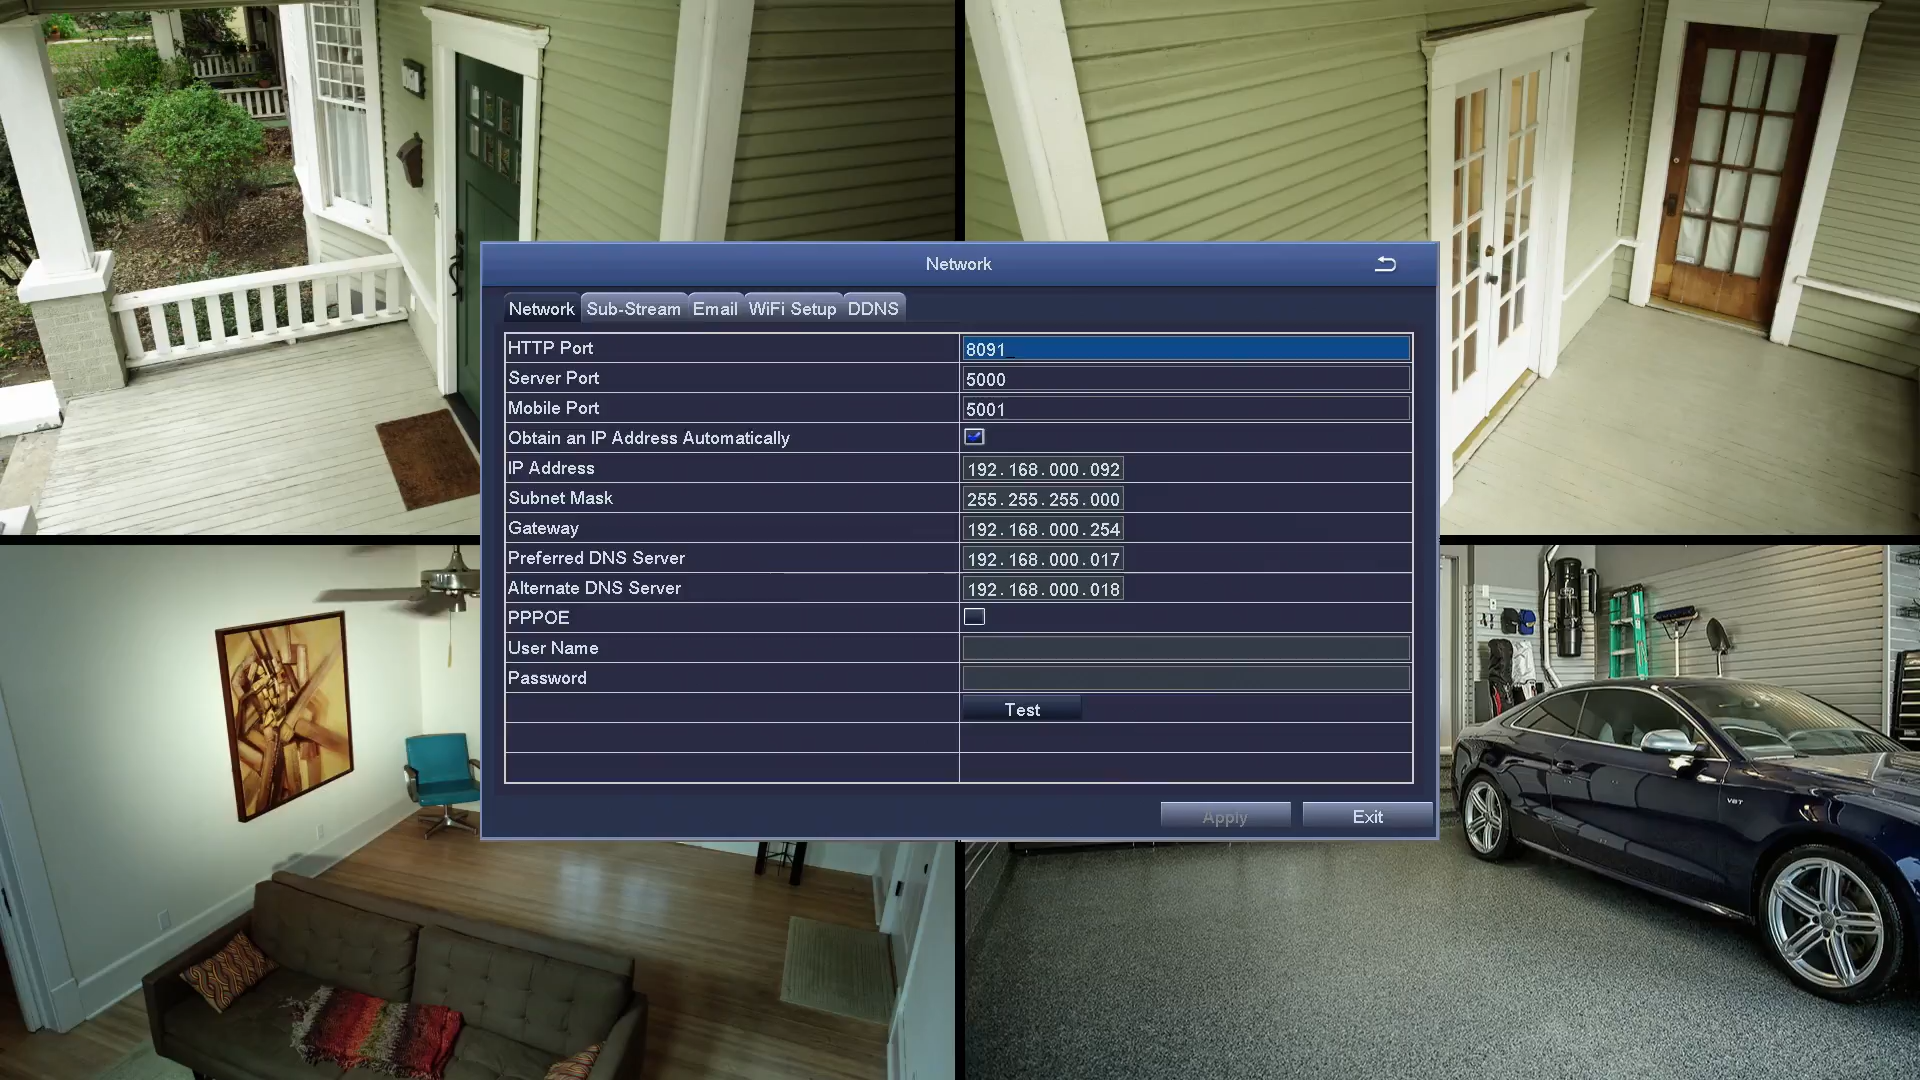 Network
Network Sub-Stream Email WiFi Setup DDNS
HTTP Port 8091_
Server Port 5000
Mobile Port 5001
Obtain an IP Address Automatically
IP Address 192.168.000.092
Subnet Mask 255.255.255.000
Gateway 192.168.000.254
Preferred DNS Server 192.168.000.017
Alternate DNS Server 192.168.000.018
PPPOE
User Name
Password
Test
Apply Exit
V8T